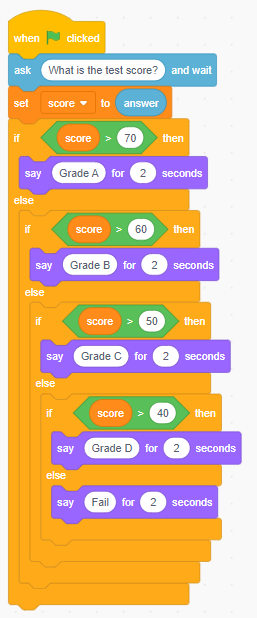 when clicked
ask What is the test score? and wait
set score to answer
if score > 70 then
say Grade A for 2 seconds
else
if score > 60 then
say Grade B for 2 seconds
else
if score > 50 then
say Grade C for 2 seconds
else
if score > 40 then
say Grade D for 2 seconds
else
say Fail for 2 seconds